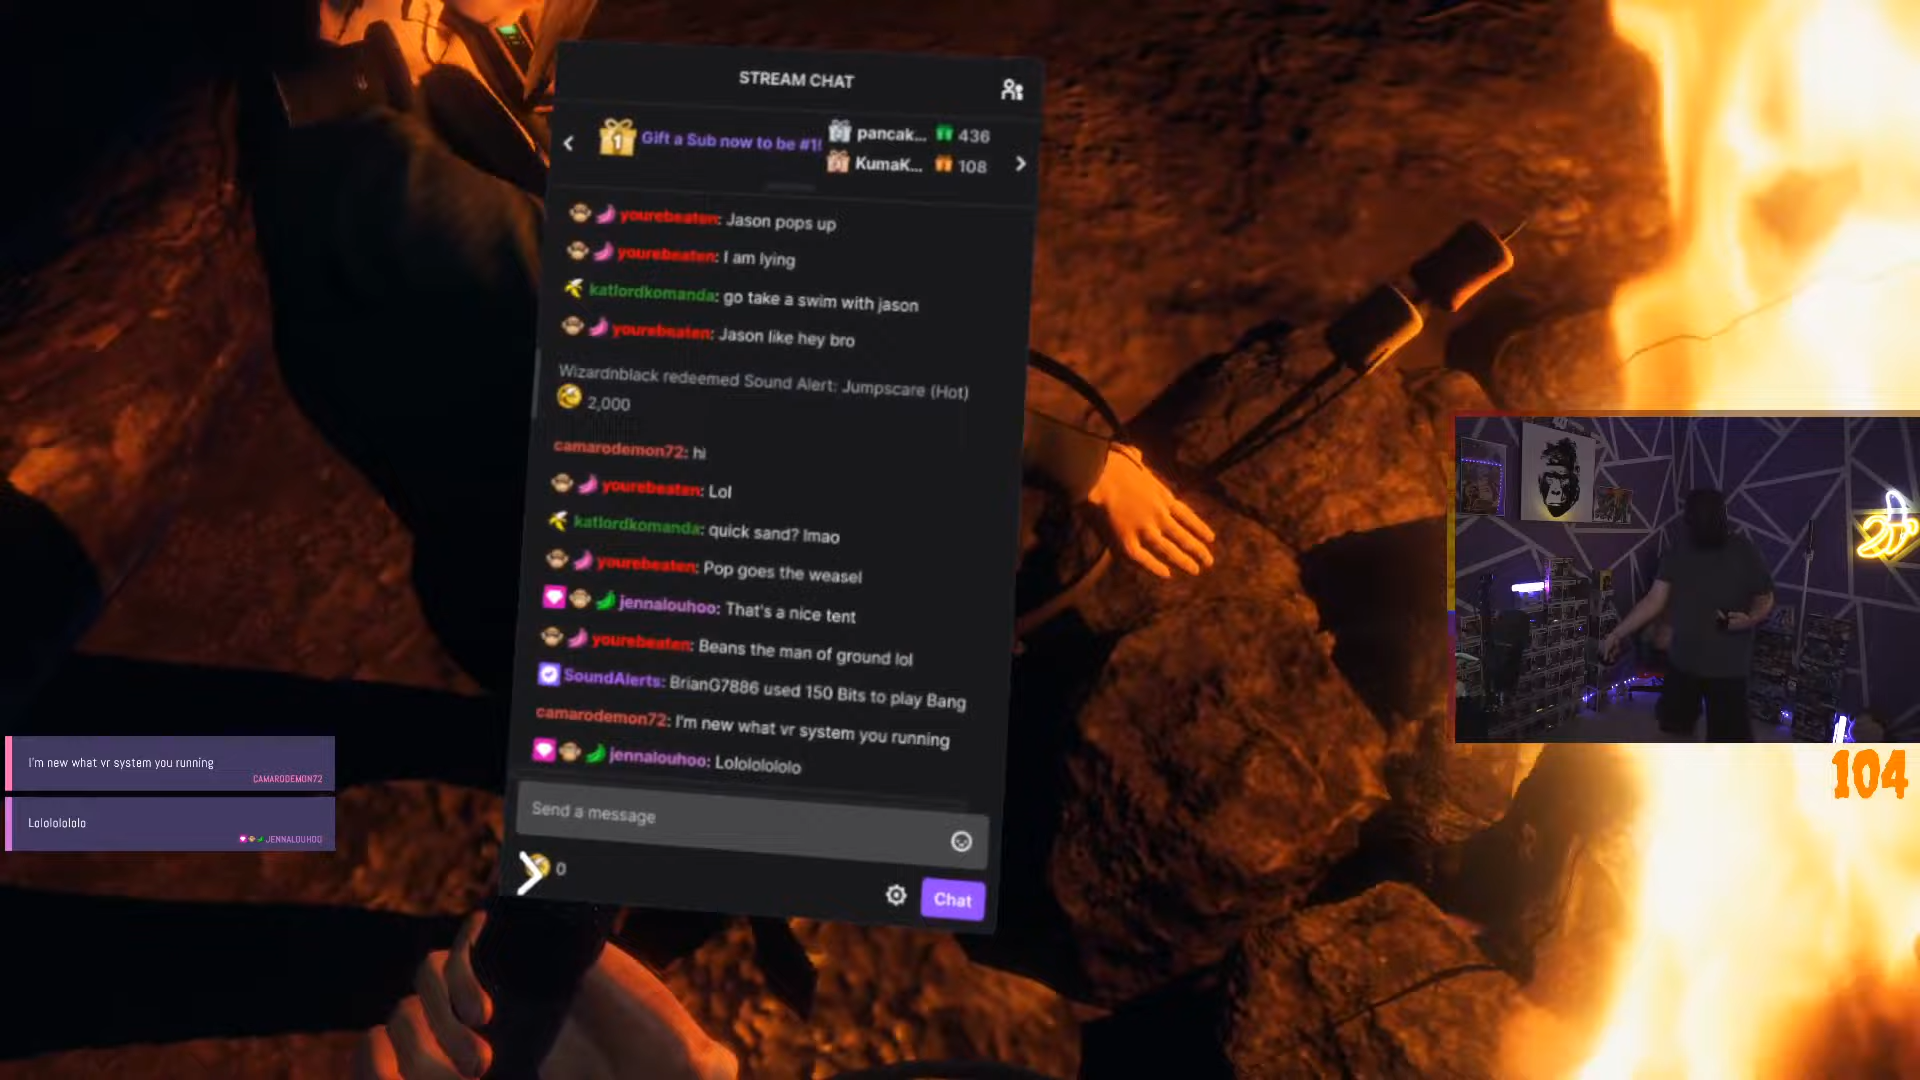 STREAM CHAT
Gift a Sub now to be #1!
1
pancak... 436
KumaK... 108
yourebeaten: Jason pops up
yourebeaten: I am lying
katlordkomanda: go take a swim with jason
yourebeaten: Jason like hey bro
Wizardnblack redeemed Sound Alert: Jumpscare (Hot)
2,000
camarodemon72: hi
yourebeaten: Lol
katlordkomanda: quick sand? lmao
yourebeaten: Pop goes the weasel
jennalouhoo: That's a nice tent
yourebeaten: Beans the man of ground lol
SoundAlerts: BrianG7886 used 150 Bits to play Bang
camarodemon72: I'm new what vr system you running
jennalouhoo: Lolololololo
Send a message
0
Chat
I'm new what vr system you running
CAMARODEMON72
Lolololololo
JENNALOUHOO
104